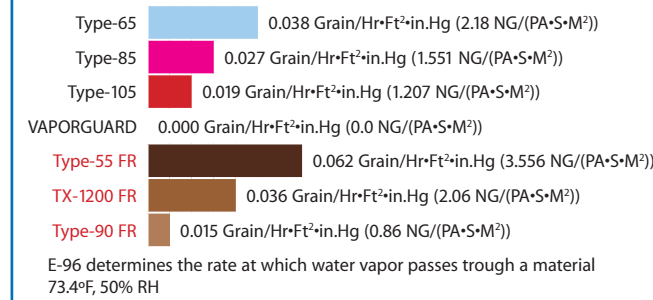 Type-65 0.038 Grain/Hr•Ft²•in.Hg (2.18 NG/(PA•S•M²))
Type-85 0.027 Grain/Hr•Ft²•in.Hg (1.551 NG/(PA•S•M²))
Type-105 0.019 Grain/Hr•Ft²•in.Hg (1.207 NG/(PA•S•M²))
VAPORGUARD 0.000 Grain/Hr•Ft²•in.Hg (0.0 NG/(PA•S•M²))
Type-55 FR 0.062 Grain/Hr•Ft²•in.Hg (3.556 NG/(PA•S•M²))
TX-1200 FR 0.036 Grain/Hr•Ft²•in.Hg (2.06 NG/(PA•S•M²))
Type-90 FR 0.015 Grain/Hr•Ft²•in.Hg (0.86 NG/(PA•S•M²))
E-96 determines the rate at which water vapor passes trough a material
73.4ºF, 50% RH